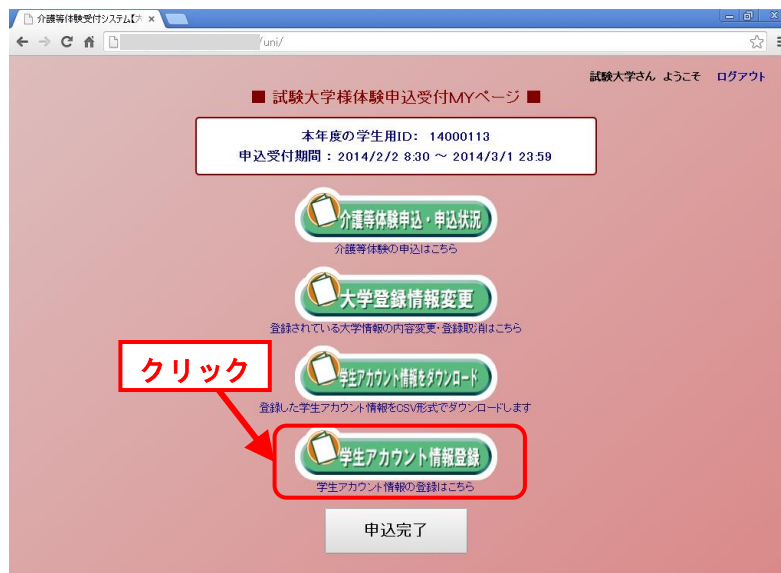 介護等体験受付システム【大
/uni/
試験大学さん ようこそ ログアウト
■ 試験大学様体験申込受付MYページ ■
本年度の学生用ID： 14000113
申込受付期間 : 2014/2/2 8:30 ～ 2014/3/1 23:59
介護等体験申込・申込状況
介護等体験の申込はこちら
大学登録情報変更
登録されている大学情報の内容変更・登録取消はこちら
クリック
学生アカウント情報をダウンロード
登録した学生アカウント情報をCSV形式でダウンロードします
学生アカウント情報登録
学生アカウント情報の登録はこちら
申込完了